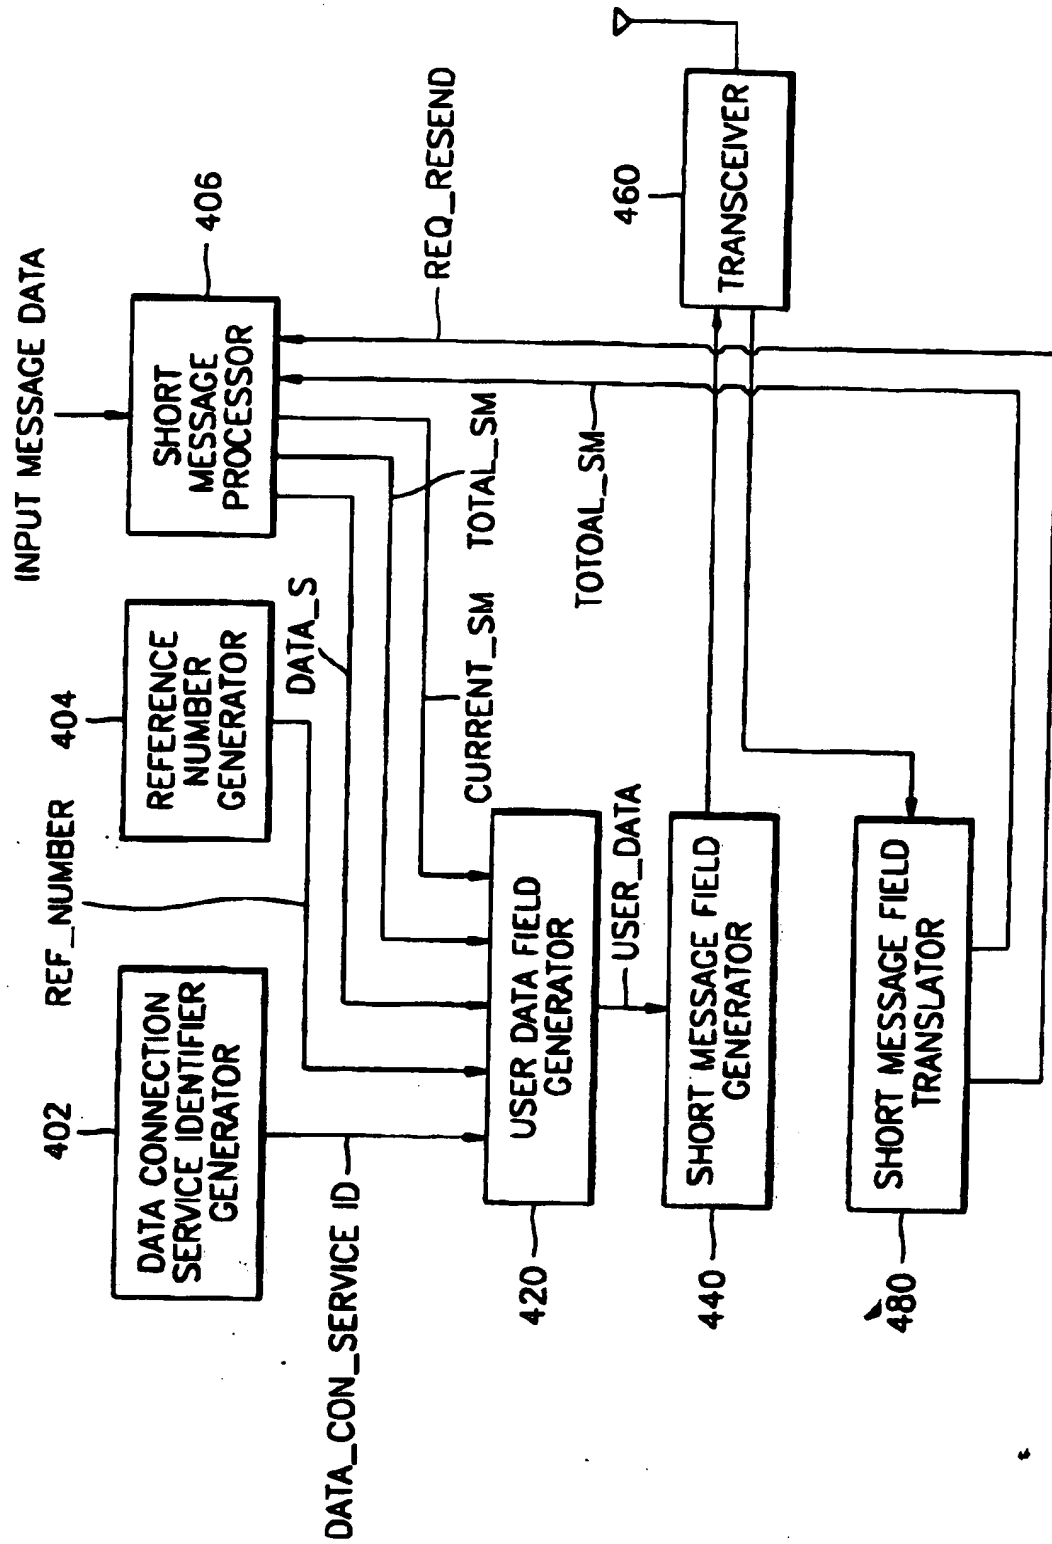 INPUT MESSAGE DATA
402
DATA CONNECTION
SERVICE IDENTIFIER
GENERATOR
REF_NUMBER
404
REFERENCE
NUMBER
GENERATOR
SHORT
MESSAGE
PROCESSOR
406
DATA_CON_SERVICE ID
DATA_S
CURRENT_SM
TOTAL_SM
REQ_RESEND
420
USER DATA FIELD
GENERATOR
USER_DATA
TOTOAL_SM
440
SHORT MESSAGE FIELD
GENERATOR
460
TRANSCEIVER
480
SHORT MESSAGE FIELD
TRANSLATOR